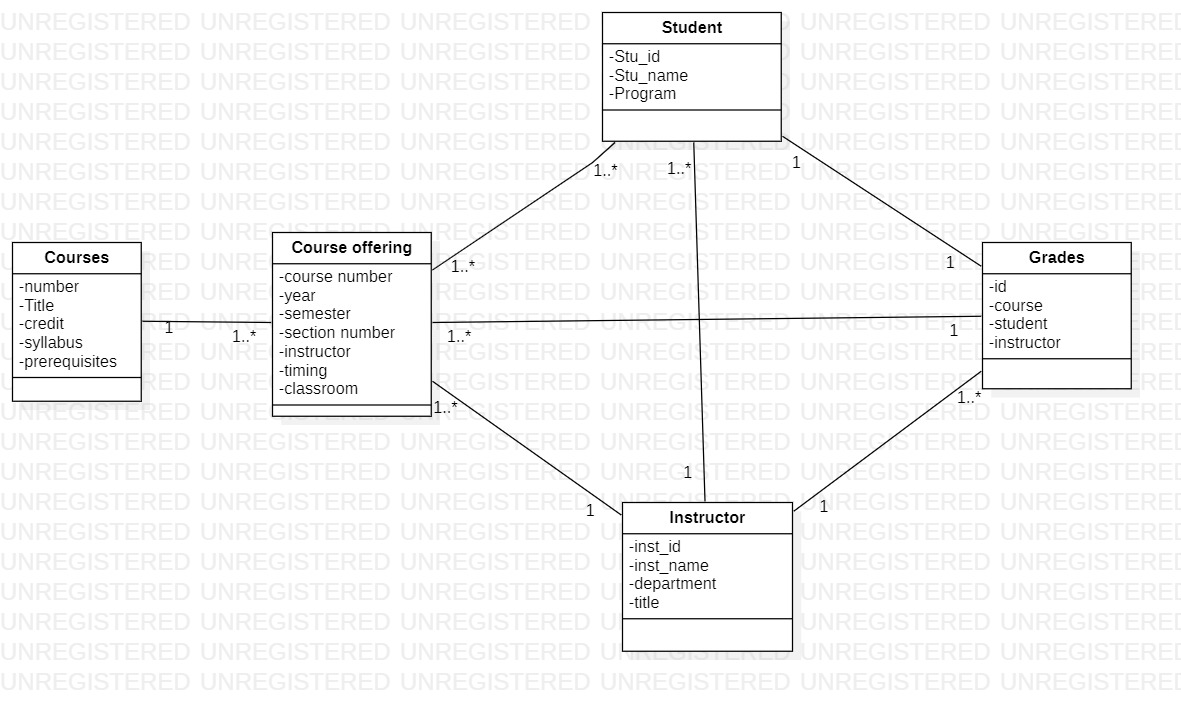 Student
-Stu_id
-Stu_name
-Program
1..*
1..*
1
Courses
-number
-Title
-credit
-syllabus
-prerequisites
Course offering
-course number
-year
-semester
-section number
-instructor
-timing
-classroom
Grades
-id
-course
-student
-instructor
1..*
1
1
1..*
1..*
1
1..*
1..*
1
1
1
Instructor
-inst_id
-inst_name
-department
-title
UNREGISTERED